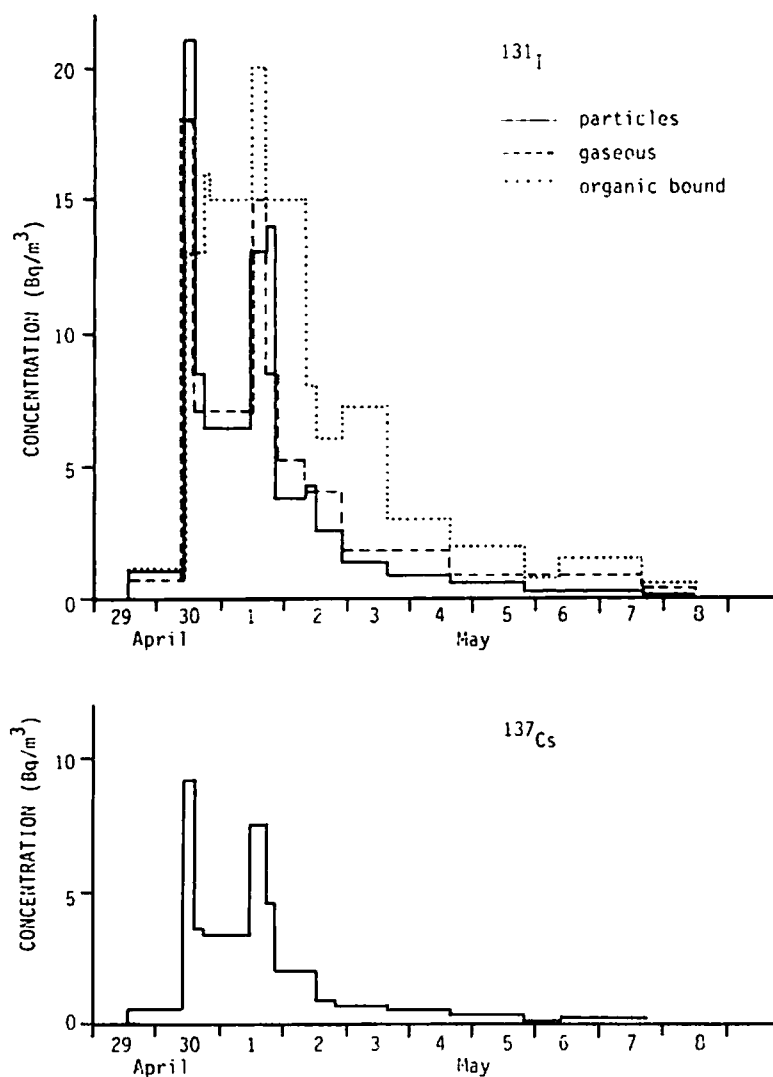 131I
particles
gaseous
organic bound
CONCENTRATION (Bq/m3)
20
15
10
5
0
29 30 1 2 3 4 5 6 7 8
April May
137Cs
CONCENTRATION (Bq/m3)
10
5
0
29 30 1 2 3 4 5 6 7 8
April May